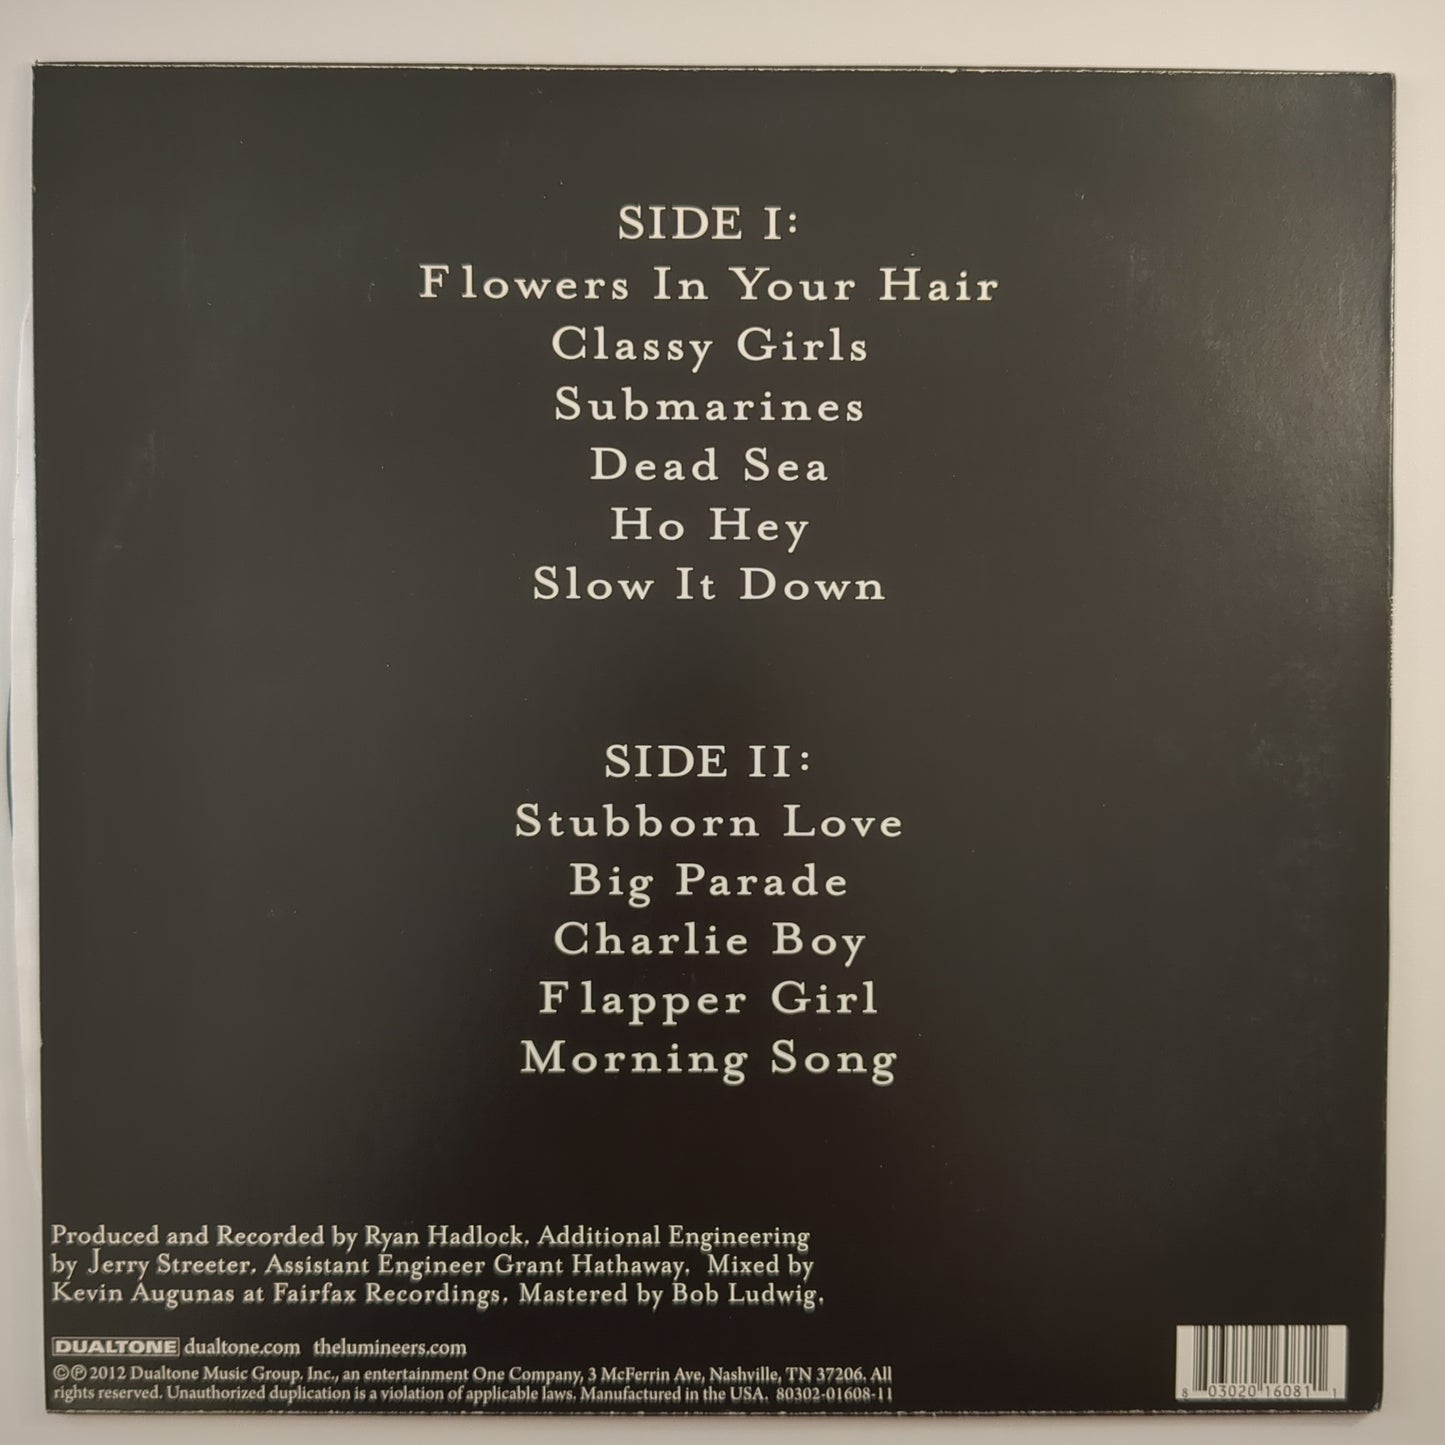 SIDE I:
Flowers In Your Hair
Classy Girls
Submarines
Dead Sea
Ho Hey
Slow It Down
SIDE II:
Stubborn Love
Big Parade
Charlie Boy
Flapper Girl
Morning Song
Produced and Recorded by Ryan Hadlock. Additional Engineering
by Jerry Streeter. Assistant Engineer Grant Hathaway. Mixed by
Kevin Augunas at Fairfax Recordings. Mastered by Bob Ludwig.
DUALTONE dualtone.com thelumineers.com
©℗ 2012 Dualtone Music Group, Inc., an entertainment One Company, 3 McFerrin Ave, Nashville, TN 37206. All
rights reserved. Unauthorized duplication is a violation of applicable laws. Manufactured in the USA. 80302-01608-11
8 03020 16081 1